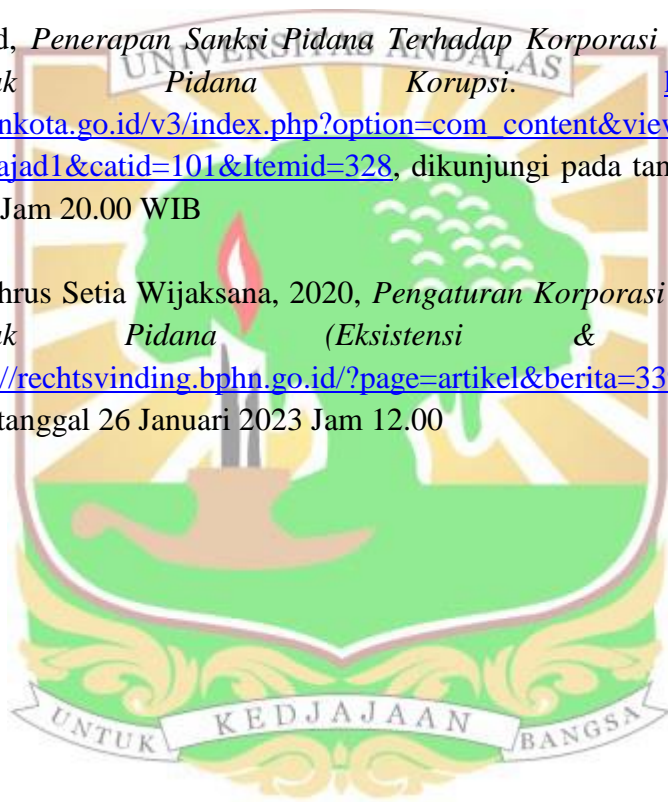 d, Penerapan Sanksi Pidana Terhadap Korporasi
UNIVERSITAS ANDALAS
k Pidana Korupsi.
nkota.go.id/v3/index.php?option=com_content&view
ajad1&catid=101&Itemid=328, dikunjungi pada tan
Jam 20.00 WIB
hrus Setia Wijaksana, 2020, Pengaturan Korporasi
k Pidana (Eksistensi &
//rechtsvinding.bphn.go.id/?page=artikel&berita=33
tanggal 26 Januari 2023 Jam 12.00
UNTUK KEDJAJAAN BANGSA